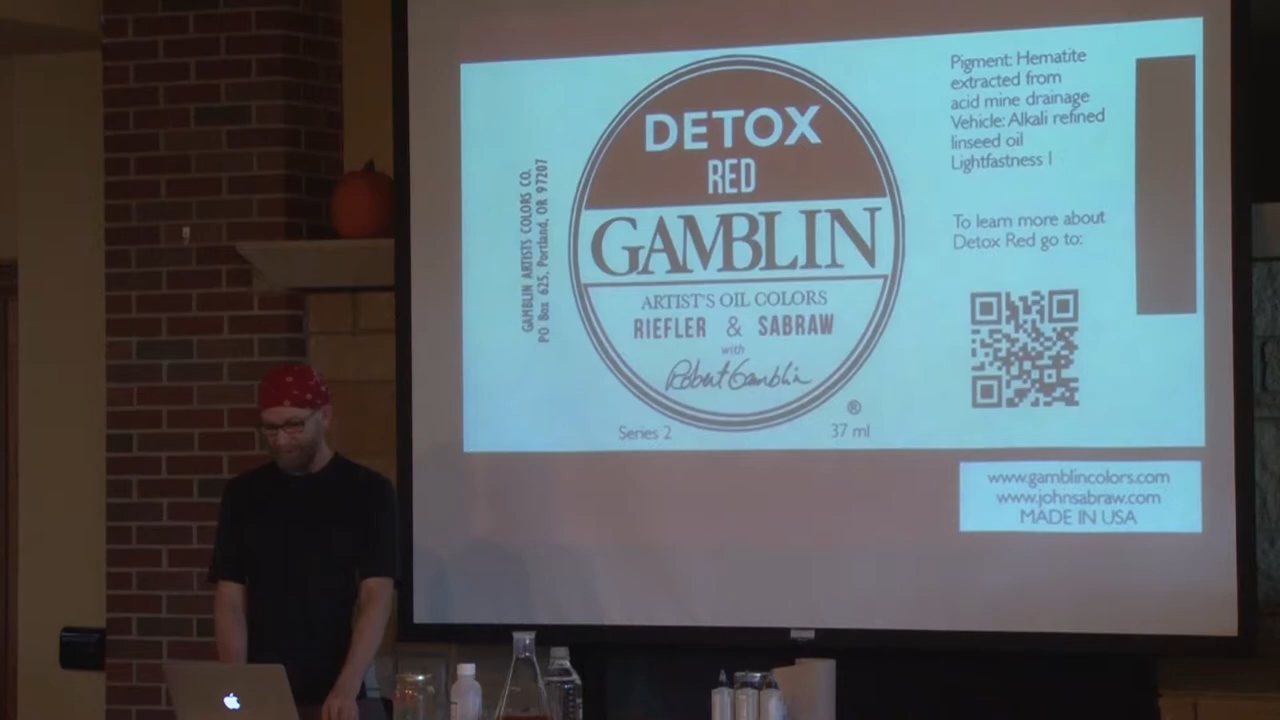 GAMBLIN ARTISTS COLORS CO.
PO Box 625, Portland, OR 97207
DETOX
RED
GAMBLIN
ARTIST'S OIL COLORS
RIEFLER & SABRAW
with
Robert Gamblin
®
Series 2
37 ml
Pigment: Hematite
extracted from
acid mine drainage
Vehicle: Alkali refined
linseed oil
Lightfastness I
To learn more about
Detox Red go to:
www.gamblincolors.com
www.johnsabraw.com
MADE IN USA